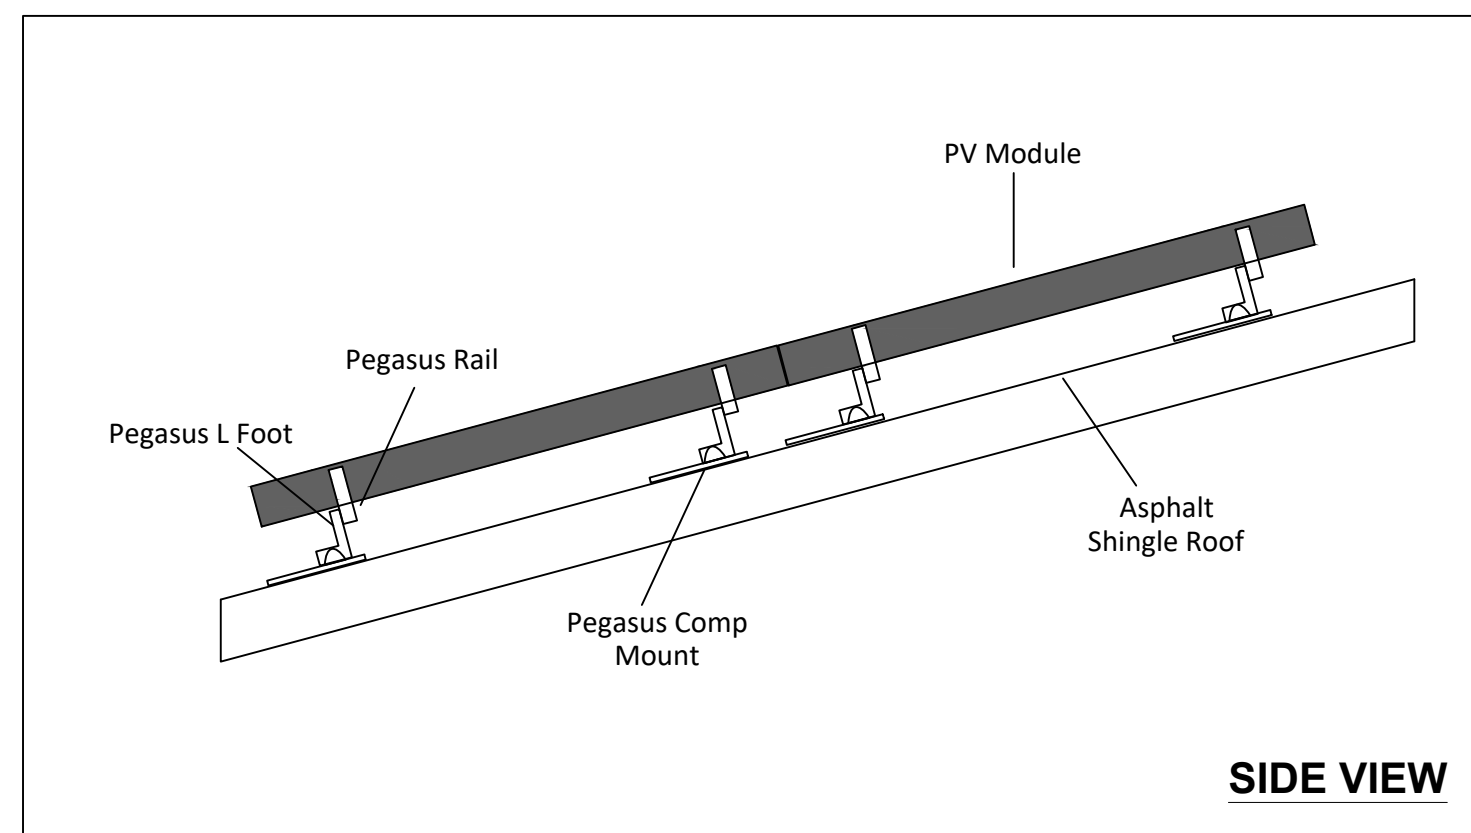 PV Module
Pegasus Rail
Pegasus L Foot
Asphalt
Shingle Roof
Pegasus Comp
Mount
SIDE VIEW